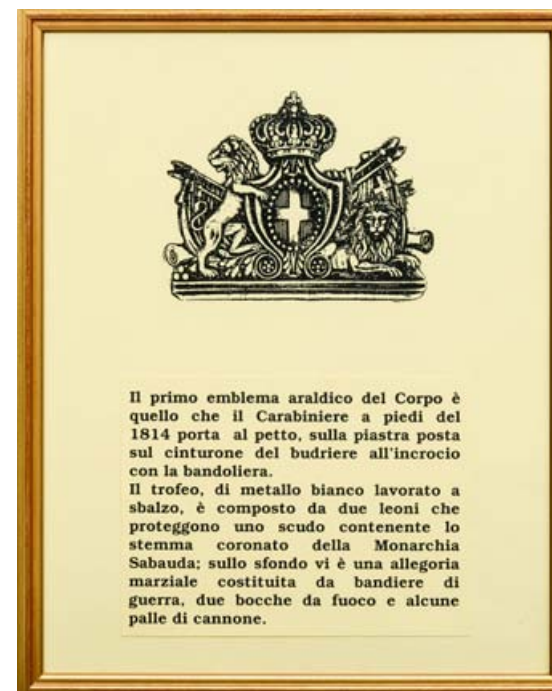 Il primo emblema araldico del Corpo è
quello che il Carabiniere a piedi del
1814 porta al petto, sulla piastra posta
sul cinturone del budriere all'incrocio
con la bandoliera.
Il trofeo, di metallo bianco lavorato a
sbalzo, è composto da due leoni che
proteggono uno scudo contenente lo
stemma coronato della Monarchia
Sabauda; sullo sfondo vi è una allegoria
marziale costituita da bandiere di
guerra, due bocche da fuoco e alcune
palle di cannone.